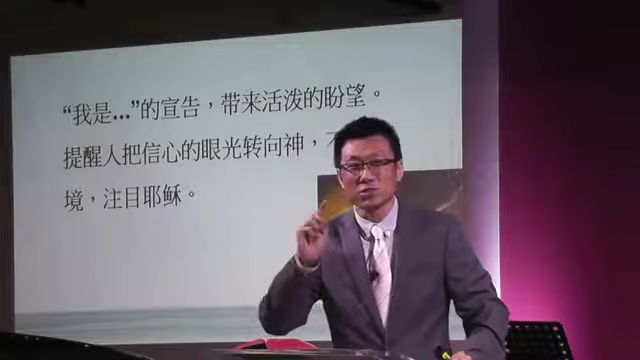 “我是...”的宣告，带来活泼的盼望。
提醒人把信心的眼光转向神，
境，注目耶稣。